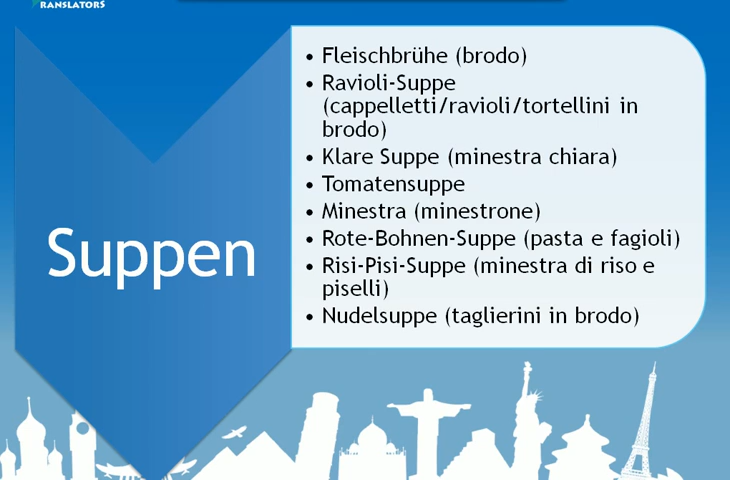 RANSLATORS
Suppen
• Fleischbrühe (brodo)
• Ravioli-Suppe
(cappelletti/ravioli/tortellini in
brodo)
• Klare Suppe (minestra chiara)
• Tomatensuppe
• Minestra (minestrone)
• Rote-Bohnen-Suppe (pasta e fagioli)
• Risi-Pisi-Suppe (minestra di riso e
piselli)
• Nudelsuppe (taglierini in brodo)